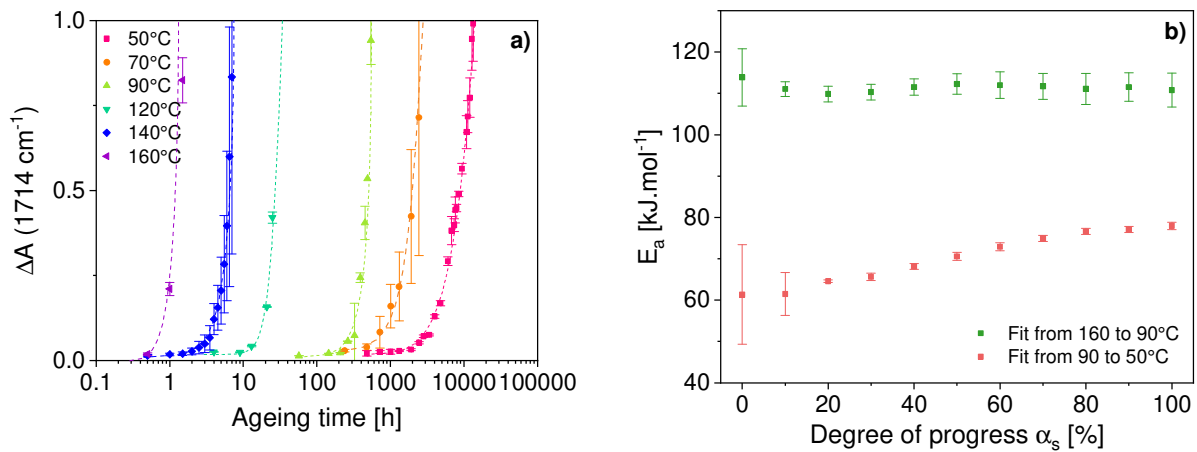 a)
1.0
0.5
0.0
ΔA (1714 cm⁻¹)
50°C
70°C
90°C
120°C
140°C
160°C
0.1 1 10 100 1000 10000 100000
Ageing time [h]
b)
120
100
80
60
40
Eₐ [kJ.mol⁻¹]
Fit from 160 to 90°C
Fit from 90 to 50°C
0 20 40 60 80 100
Degree of progress αₛ [%]